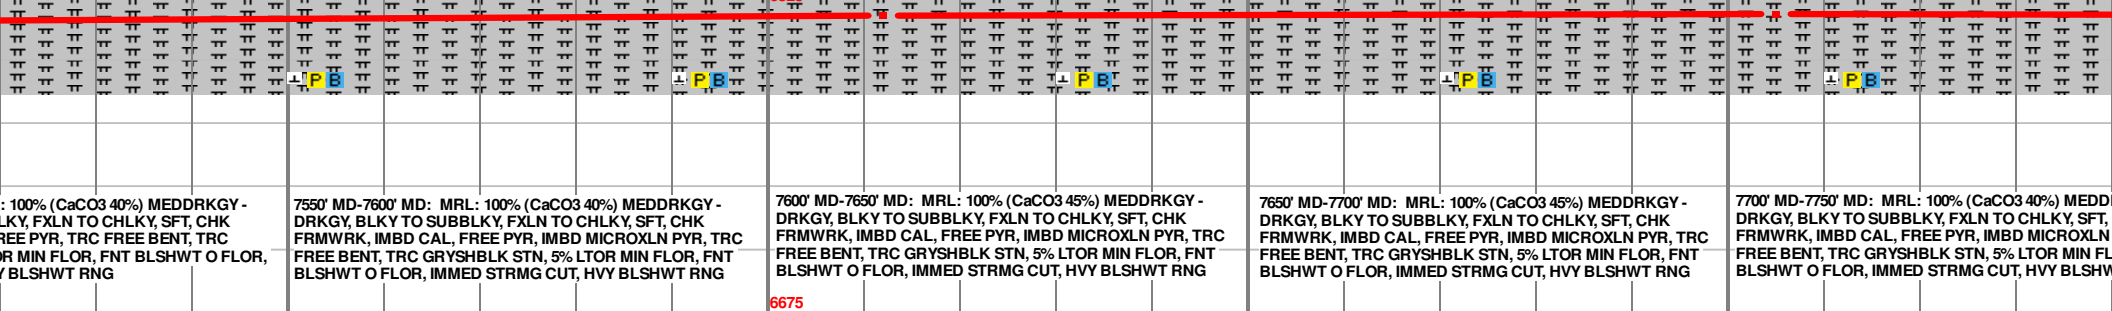 P B
P B
P B
P B
P B
: 100% (CaCO3 40%) MEDDRKGY -
LKY, FXLN TO CHLKY, SFT, CHK
REE PYR, TRC FREE BENT, TRC
OR MIN FLOR, FNT BLSHWT O FLOR,
Y BLSHWT RNG
7550' MD-7600' MD: MRL: 100% (CaCO3 40%) MEDDRKGY -
DRKGY, BLKY TO SUBBLKY, FXLN TO CHLKY, SFT, CHK
FRMWRK, IMBD CAL, FREE PYR, IMBD MICROXLN PYR, TRC
FREE BENT, TRC GRYSHBLK STN, 5% LTOR MIN FLOR, FNT
BLSHWT O FLOR, IMMED STRMG CUT, HVY BLSHWT RNG
7600' MD-7650' MD: MRL: 100% (CaCO3 45%) MEDDRKGY -
DRKGY, BLKY TO SUBBLKY, FXLN TO CHLKY, SFT, CHK
FRMWRK, IMBD CAL, FREE PYR, IMBD MICROXLN PYR, TRC
FREE BENT, TRC GRYSHBLK STN, 5% LTOR MIN FLOR, FNT
BLSHWT O FLOR, IMMED STRMG CUT, HVY BLSHWT RNG
6675
7650' MD-7700' MD: MRL: 100% (CaCO3 45%) MEDDRKGY -
DRKGY, BLKY TO SUBBLKY, FXLN TO CHLKY, SFT, CHK
FRMWRK, IMBD CAL, FREE PYR, IMBD MICROXLN PYR, TRC
FREE BENT, TRC GRYSHBLK STN, 5% LTOR MIN FLOR, FNT
BLSHWT O FLOR, IMMED STRMG CUT, HVY BLSHWT RNG
7700' MD-7750' MD: MRL: 100% (CaCO3 40%) MEDD
DRKGY, BLKY TO SUBBLKY, FXLN TO CHLKY, SFT,
FRMWRK, IMBD CAL, FREE PYR, IMBD MICROXLN
FREE BENT, TRC GRYSHBLK STN, 5% LTOR MIN FL
BLSHWT O FLOR, IMMED STRMG CUT, HVY BLSHW